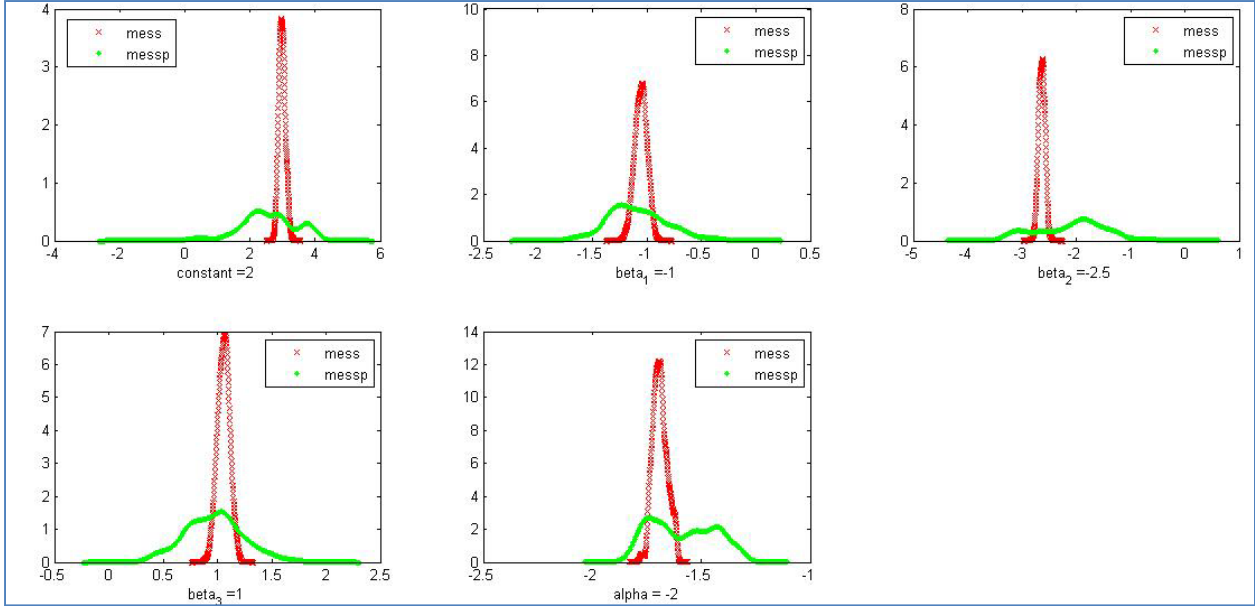 4
3
2
1
0
-4 -2 0 2 4 6
mess
messp
constant =2
10
8
6
4
2
0
-2.5 -2 -1.5 -1 -0.5 0 0.5
mess
messp
beta1 =-1
8
6
4
2
0
-5 -4 -3 -2 -1 0 1
mess
messp
beta2 =-2.5
7
6
5
4
3
2
1
0
-0.5 0 0.5 1 1.5 2 2.5
mess
messp
beta3 =1
14
12
10
8
6
4
2
0
-2.5 -2 -1.5 -1
mess
messp
alpha = -2